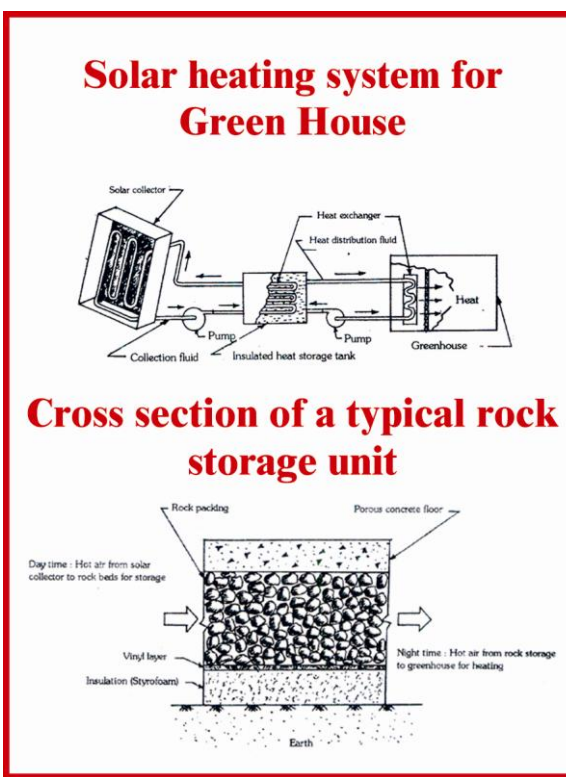 Solar heating system for
Green House
Solar collector
Heat exchanger
Heat distribution fluid
Heat
Pump
Pump
Greenhouse
Collection fluid
Insulated heat storage tank
Cross section of a typical rock
storage unit
Rock packing
Porous concrete floor
Day time : Hot air from solar
collector to rock beds for storage
Vinyl layer
Night time : Hot air from rock storage
to greenhouse for heating
Insulation (Styrofoam)
Earth